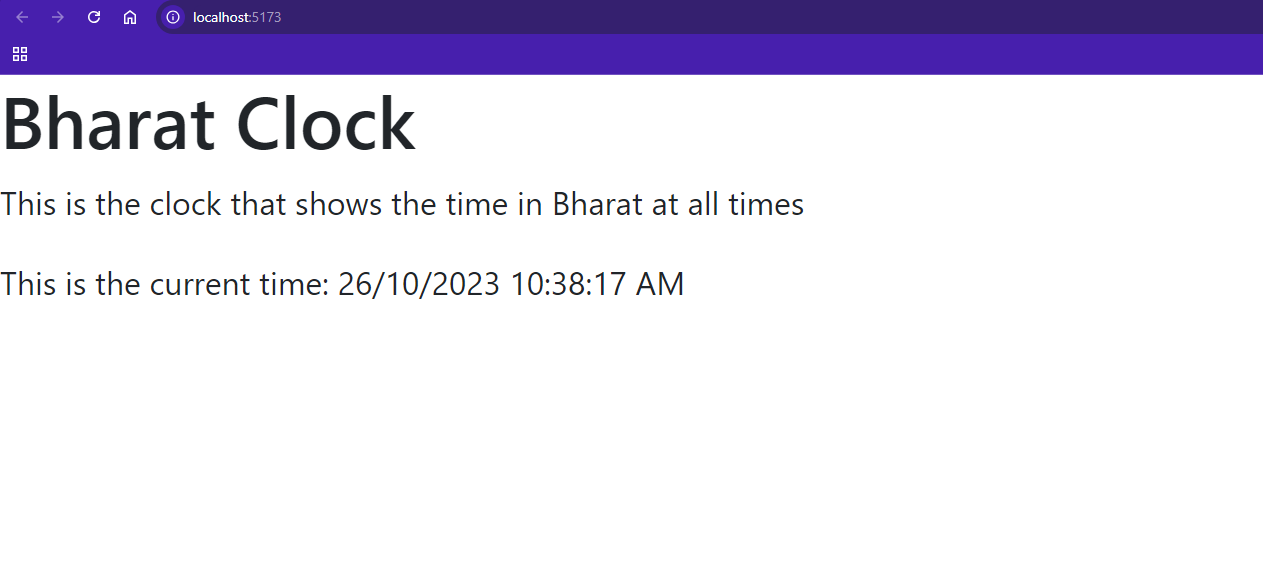 localhost:5173
Bharat Clock
This is the clock that shows the time in Bharat at all times
This is the current time: 26/10/2023 10:38:17 AM